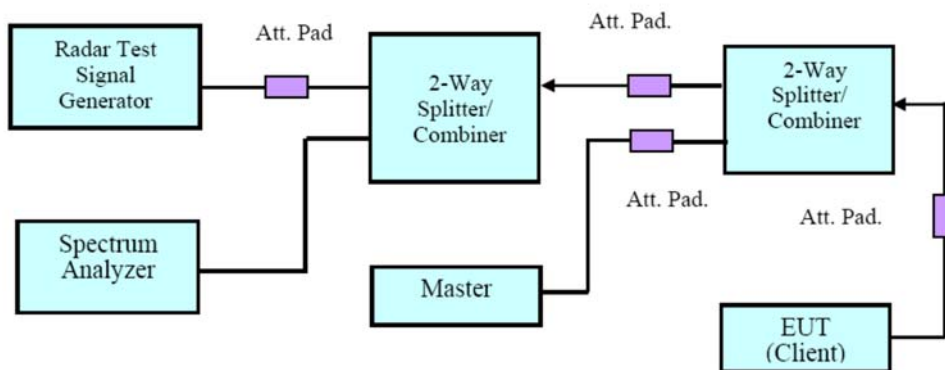 Radar Test
Signal
Generator
Att. Pad
2-Way
Splitter/
Combiner
Att. Pad.
2-Way
Splitter/
Combiner
Att. Pad.
Att. Pad.
Spectrum
Analyzer
Master
EUT
(Client)